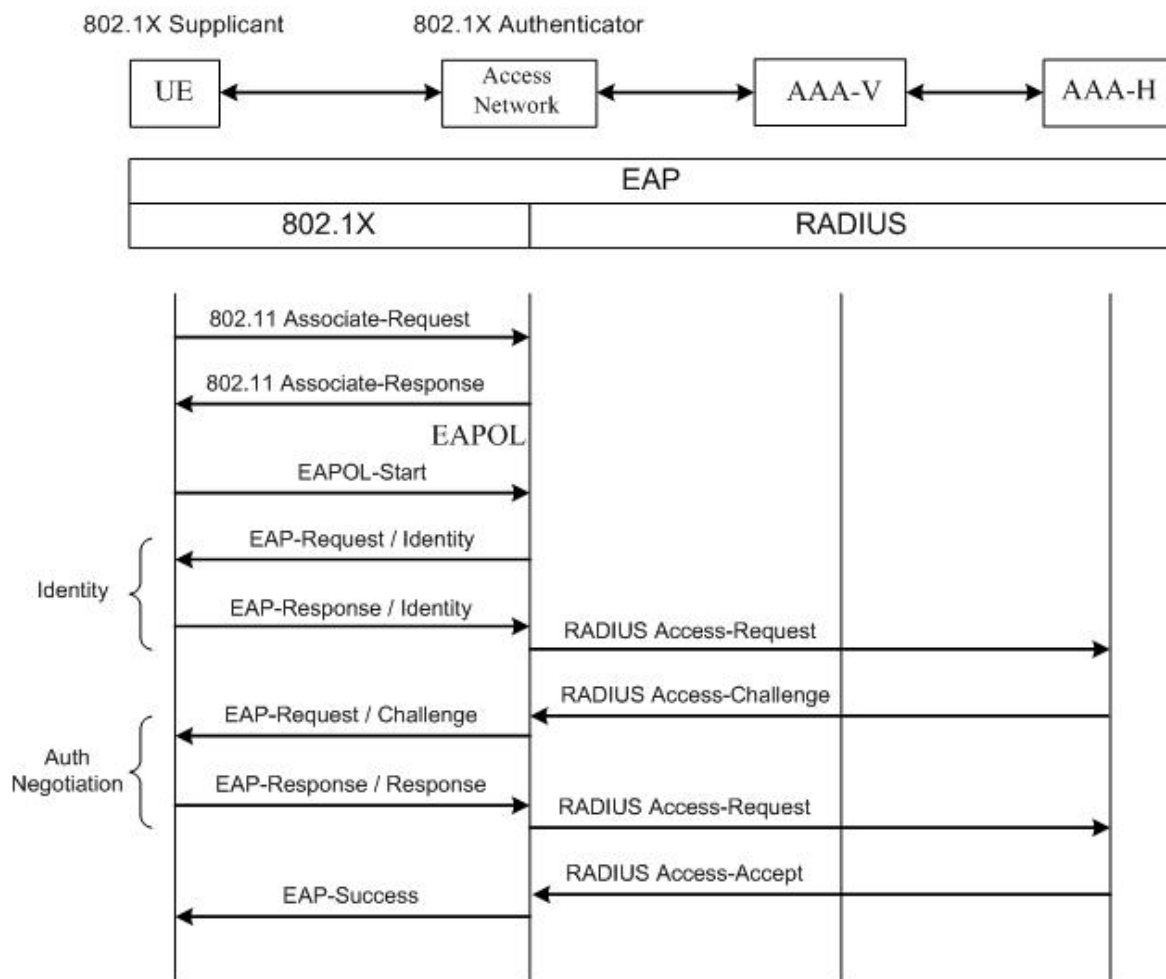 802.1X Supplicant
802.1X Authenticator
UE
Access
Network
AAA-V
AAA-H
EAP
802.1X
RADIUS
802.11 Associate-Request
802.11 Associate-Response
EAPOL
EAPOL-Start
EAP-Request / Identity
Identity
EAP-Response / Identity
RADIUS Access-Request
RADIUS Access-Challenge
EAP-Request / Challenge
Auth
Negotiation
EAP-Response / Response
RADIUS Access-Request
RADIUS Access-Accept
EAP-Success